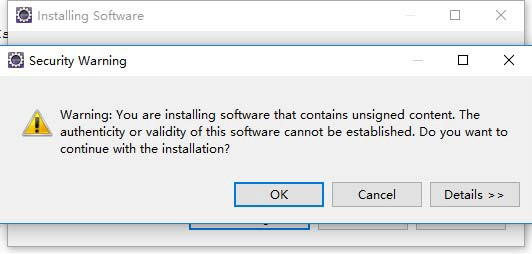 Installing Software
Security Warning
Warning: You are installing software that contains unsigned content. The
authenticity or validity of this software cannot be established. Do you want to
continue with the installation?
OK
Cancel
Details >>